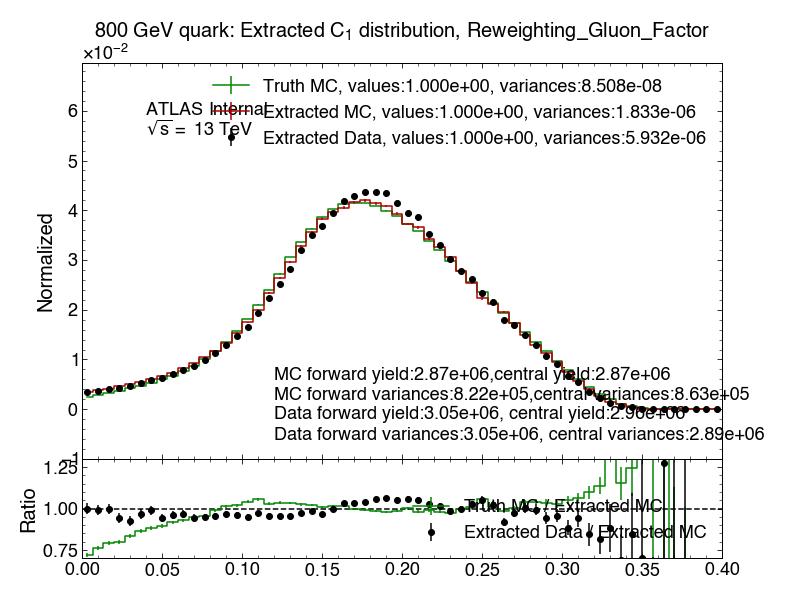 800 GeV quark: Extracted C₁ distribution, Reweighting_Gluon_Factor
×10⁻²
Truth MC, values:1.000e+00, variances:8.508e-08
ATLAS Internal
Extracted MC, values:1.000e+00, variances:1.833e-06
√s = 13 TeV
Extracted Data, values:1.000e+00, variances:5.932e-06
6
5
4
3
2
1
0
−1
Normalized
MC forward yield:2.87e+06,central yield:2.87e+06
MC forward variances:8.22e+05,central variances:8.63e+05
Data forward yield:3.05e+06, central yield:2.90e+06
Data forward variances:3.05e+06, central variances:2.89e+06
1.25
1.00
0.75
Ratio
Truth MC / Extracted MC
Extracted Data / Extracted MC
0.00 0.05 0.10 0.15 0.20 0.25 0.30 0.35 0.40